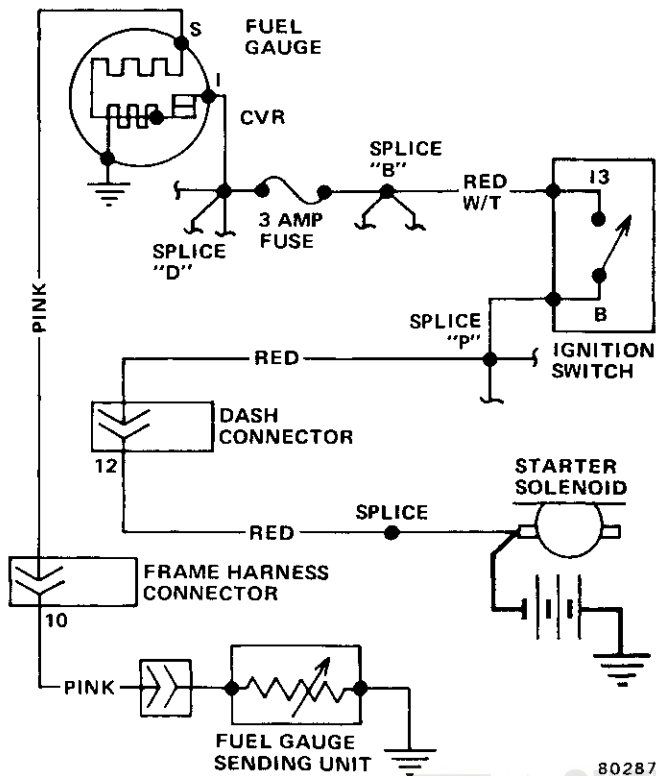 S
FUEL
GAUGE
I
CVR
SPLICE
"B"
RED
W/T
I3
3 AMP
FUSE
SPLICE
"D"
PINK
B
SPLICE
"P"
IGNITION
SWITCH
RED
DASH
CONNECTOR
12
STARTER
SOLENOID
RED
SPLICE
FRAME HARNESS
CONNECTOR
10
PINK
FUEL GAUGE
SENDING UNIT
80287